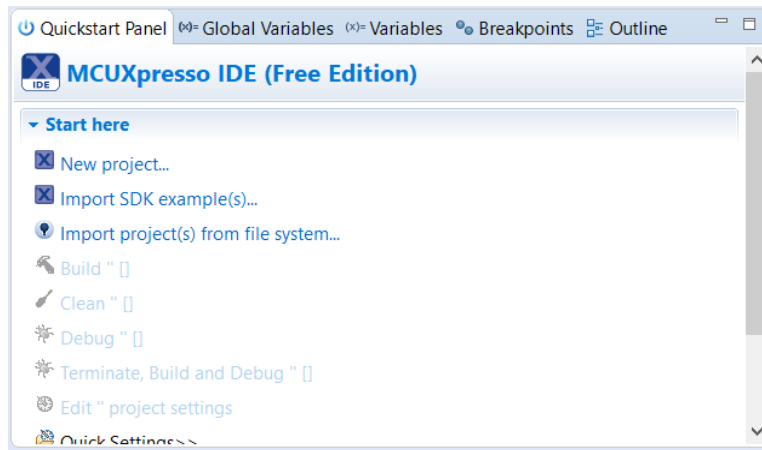 Quickstart Panel (x)= Global Variables (x)= Variables Breakpoints Outline
IDE MCUXpresso IDE (Free Edition)
Start here
New project...
Import SDK example(s)...
Import project(s) from file system...
Build '' []
Clean '' []
Debug '' []
Terminate, Build and Debug '' []
Edit '' project settings
Quick Settings>>